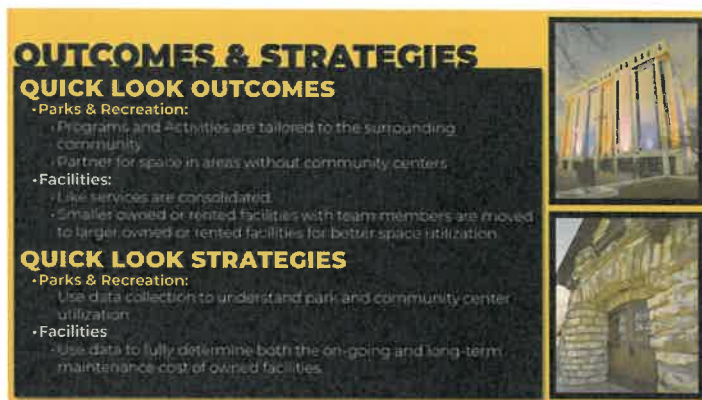 OUTCOMES & STRATEGIES
QUICK LOOK OUTCOMES
•Parks & Recreation:
•Programs and Activities are tailored to the surrounding
community
•Partner for space in areas without community centers
•Facilities:
•Like services are consolidated.
•Smaller owned or rented facilities with team members are moved
to larger owned or rented facilities for better space utilization.
QUICK LOOK STRATEGIES
•Parks & Recreation:
Use data collection to understand park and community center
utilization
•Facilities
•Use data to fully determine both the on-going and long-term
maintenance cost of owned facilities.